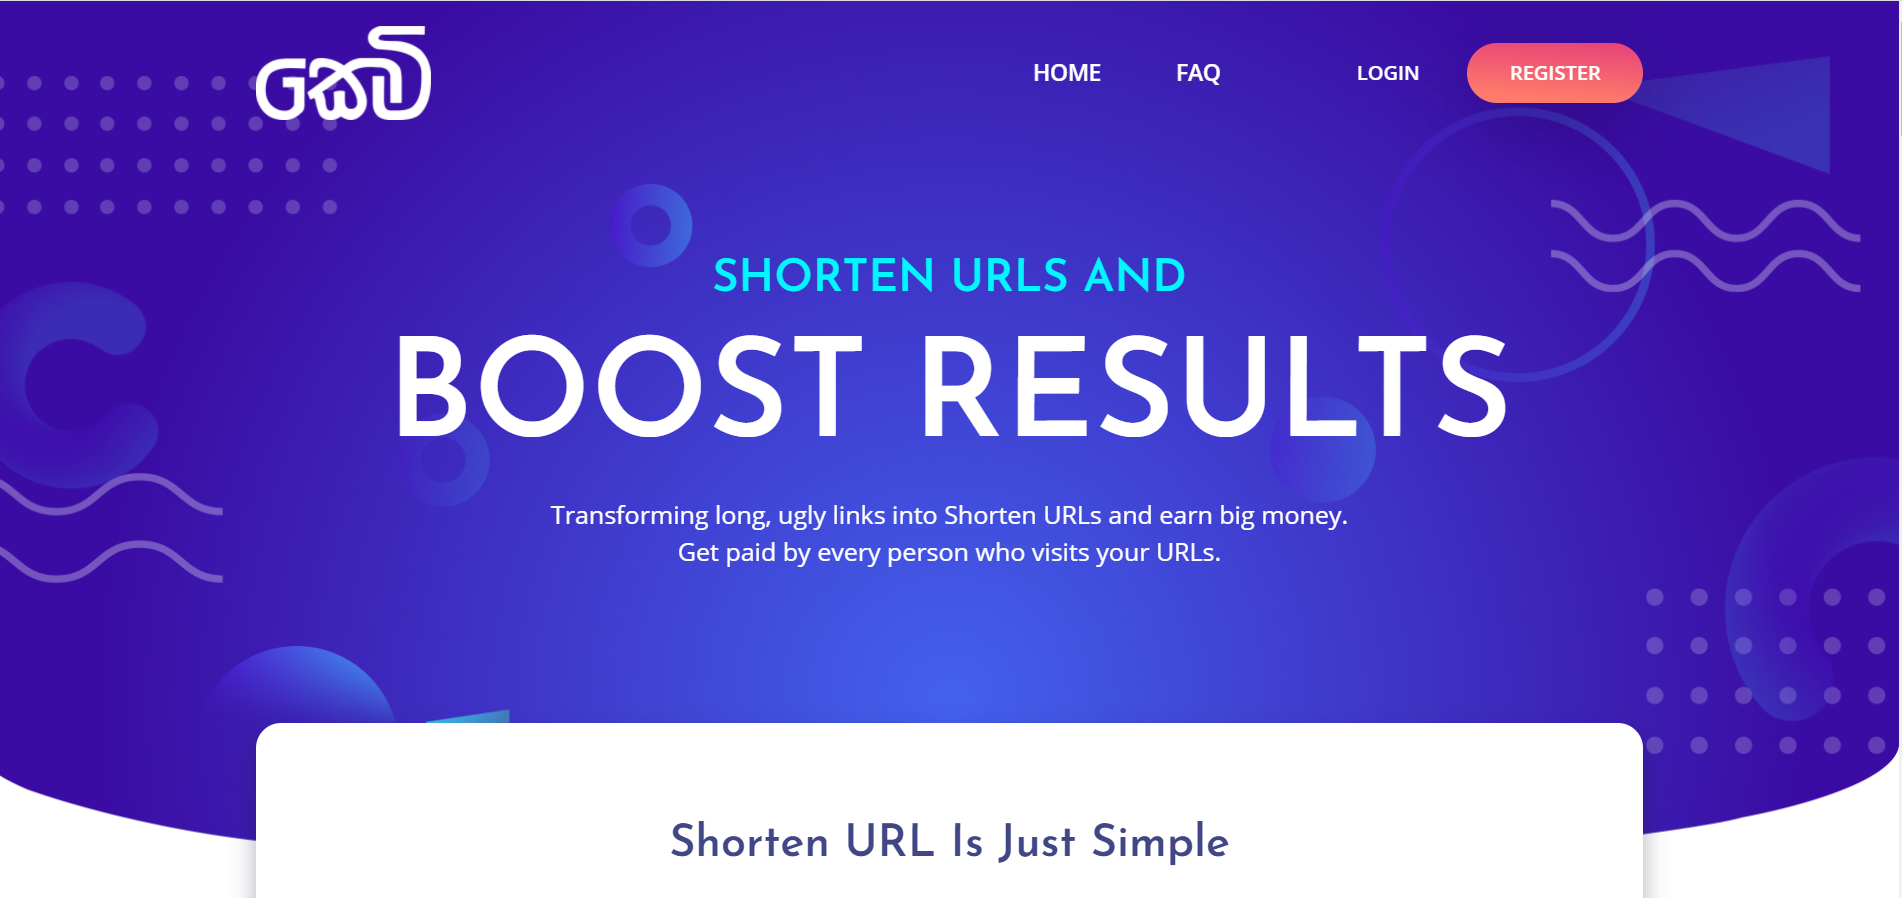 කෙටි
HOME FAQ LOGIN REGISTER
SHORTEN URLS AND
BOOST RESULTS
Transforming long, ugly links into Shorten URLs and earn big money.
Get paid by every person who visits your URLs.
Shorten URL Is Just Simple